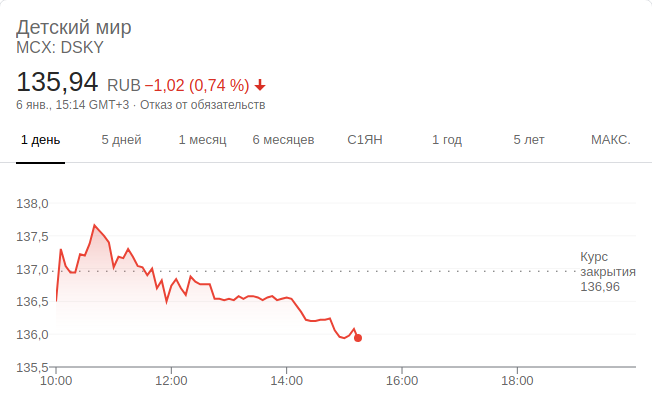 Детский мир
MCX: DSKY
135,94 RUB −1,02 (0,74 %)
6 янв., 15:14 GMT+3 · Отказ от обязательств
1 день 5 дней 1 месяц 6 месяцев С1ЯН 1 год 5 лет МАКС.
138,0
137,5
137,0
136,5
136,0
135,5
Курс
закрытия
136,96
10:00 12:00 14:00 16:00 18:00